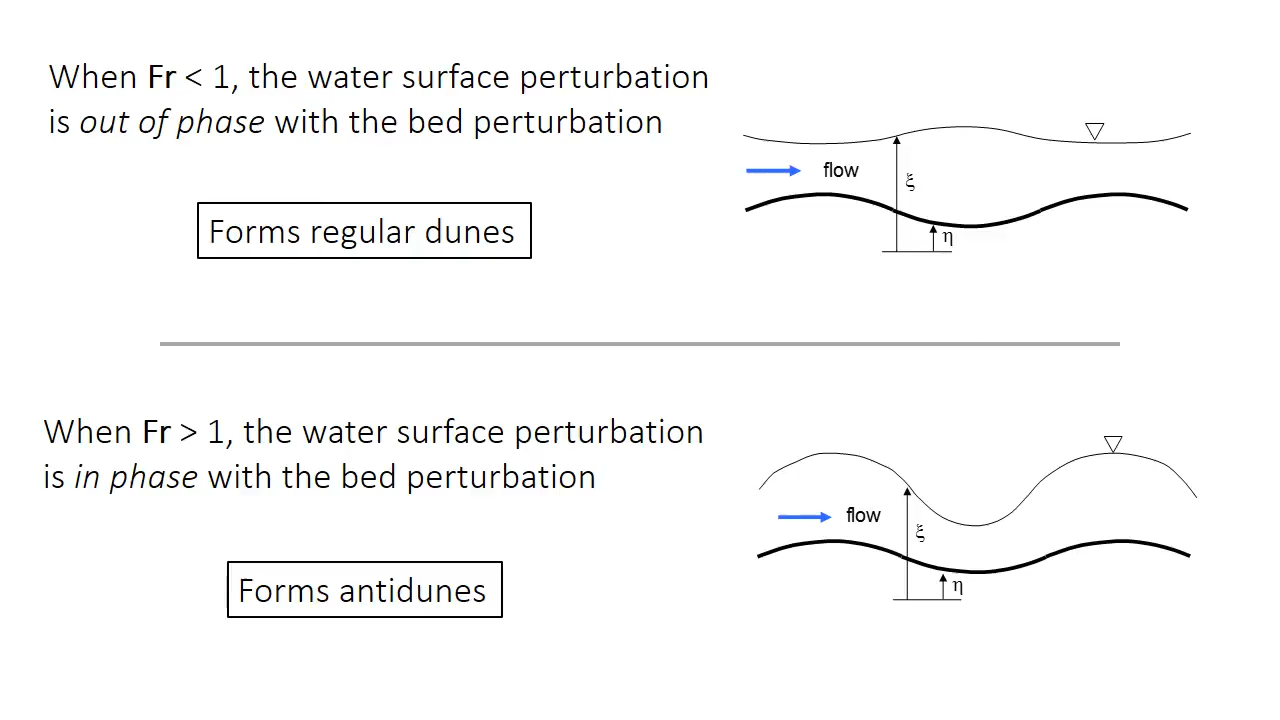 When Fr < 1, the water surface perturbation
is out of phase with the bed perturbation
flow
ξ
η
Forms regular dunes
When Fr > 1, the water surface perturbation
is in phase with the bed perturbation
flow
ξ
η
Forms antidunes